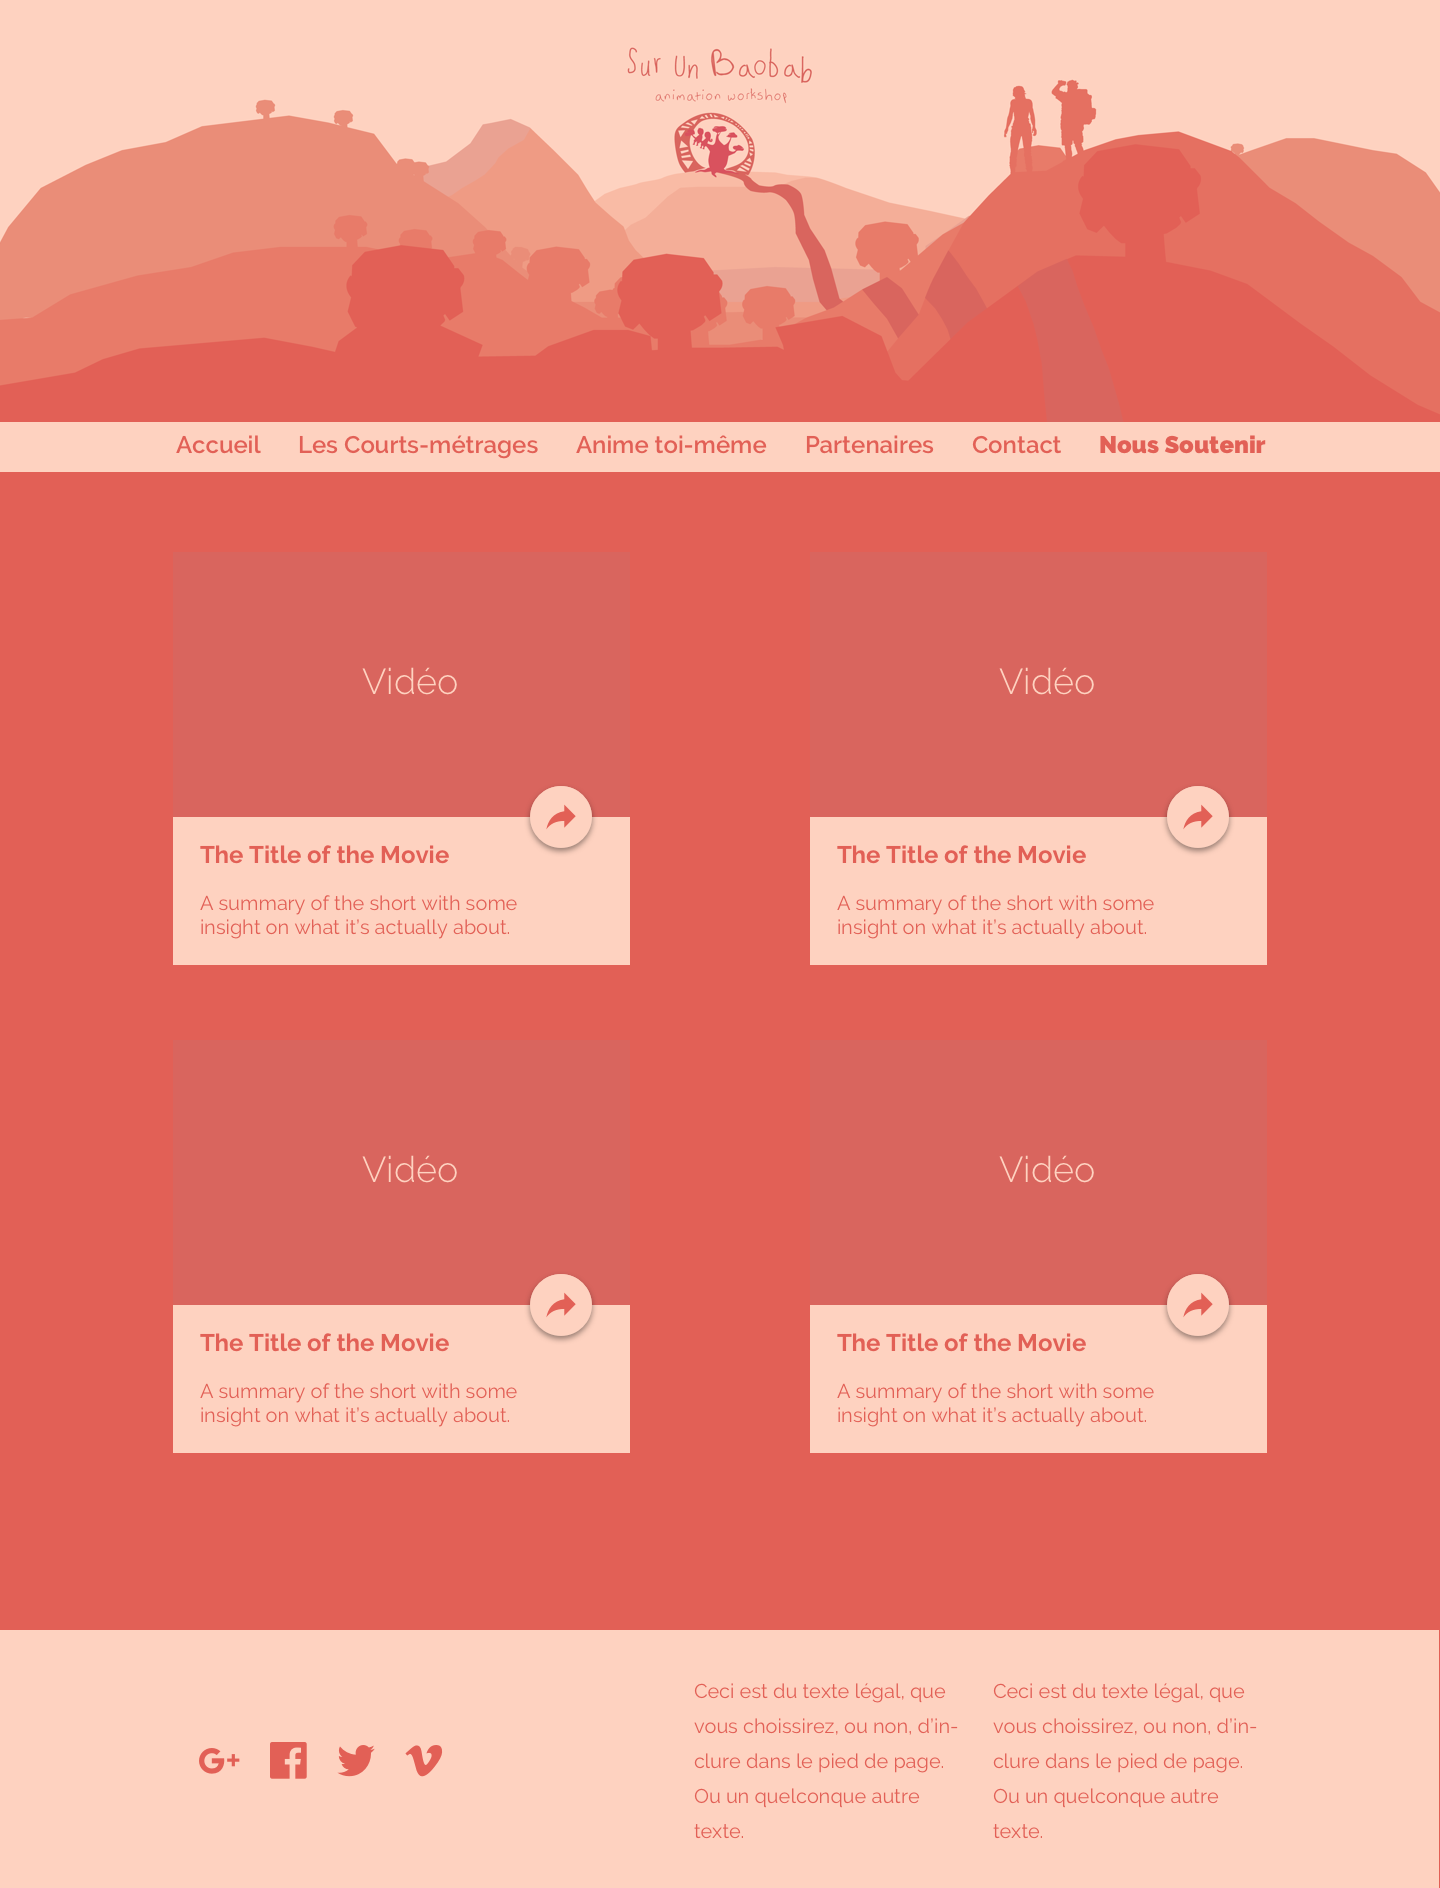 Sur Un Baobab
animation workshop
Accueil Les Courts-métrages Anime toi-même Partenaires Contact Nous Soutenir
Vidéo
The Title of the Movie
A summary of the short with some
insight on what it's actually about.
Vidéo
The Title of the Movie
A summary of the short with some
insight on what it's actually about.
Vidéo
The Title of the Movie
A summary of the short with some
insight on what it's actually about.
Vidéo
The Title of the Movie
A summary of the short with some
insight on what it's actually about.
G+
Ceci est du texte légal, que
vous choissirez, ou non, d'in-
clure dans le pied de page.
Ou un quelconque autre
texte.
Ceci est du texte légal, que
vous choissirez, ou non, d'in-
clure dans le pied de page.
Ou un quelconque autre
texte.